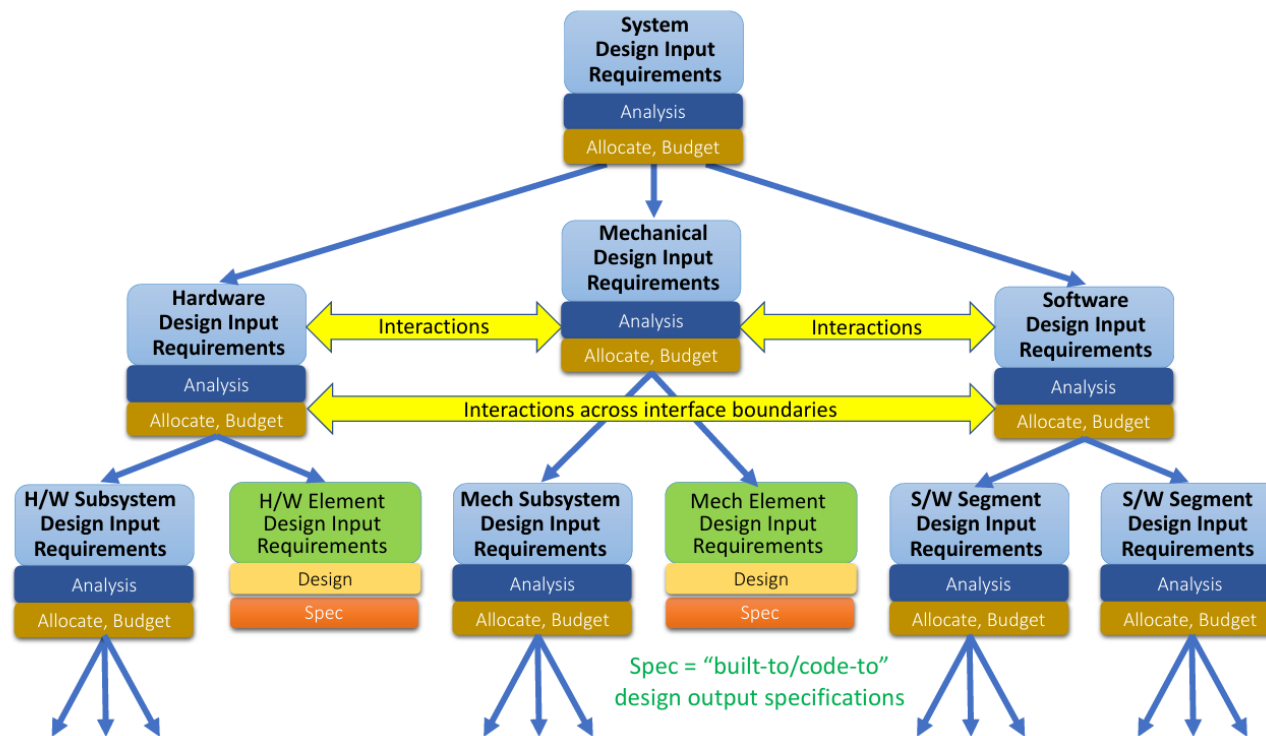 System
Design Input
Requirements
Analysis
Allocate, Budget
Mechanical
Design Input
Requirements
Analysis
Allocate, Budget
Hardware
Design Input
Requirements
Analysis
Allocate, Budget
Software
Design Input
Requirements
Analysis
Allocate, Budget
Interactions
Interactions
Interactions across interface boundaries
H/W Subsystem
Design Input
Requirements
Analysis
Allocate, Budget
H/W Element
Design Input
Requirements
Design
Spec
Mech Subsystem
Design Input
Requirements
Analysis
Allocate, Budget
Mech Element
Design Input
Requirements
Design
Spec
S/W Segment
Design Input
Requirements
Analysis
Allocate, Budget
S/W Segment
Design Input
Requirements
Analysis
Allocate, Budget
Spec = “built-to/code-to”
design output specifications